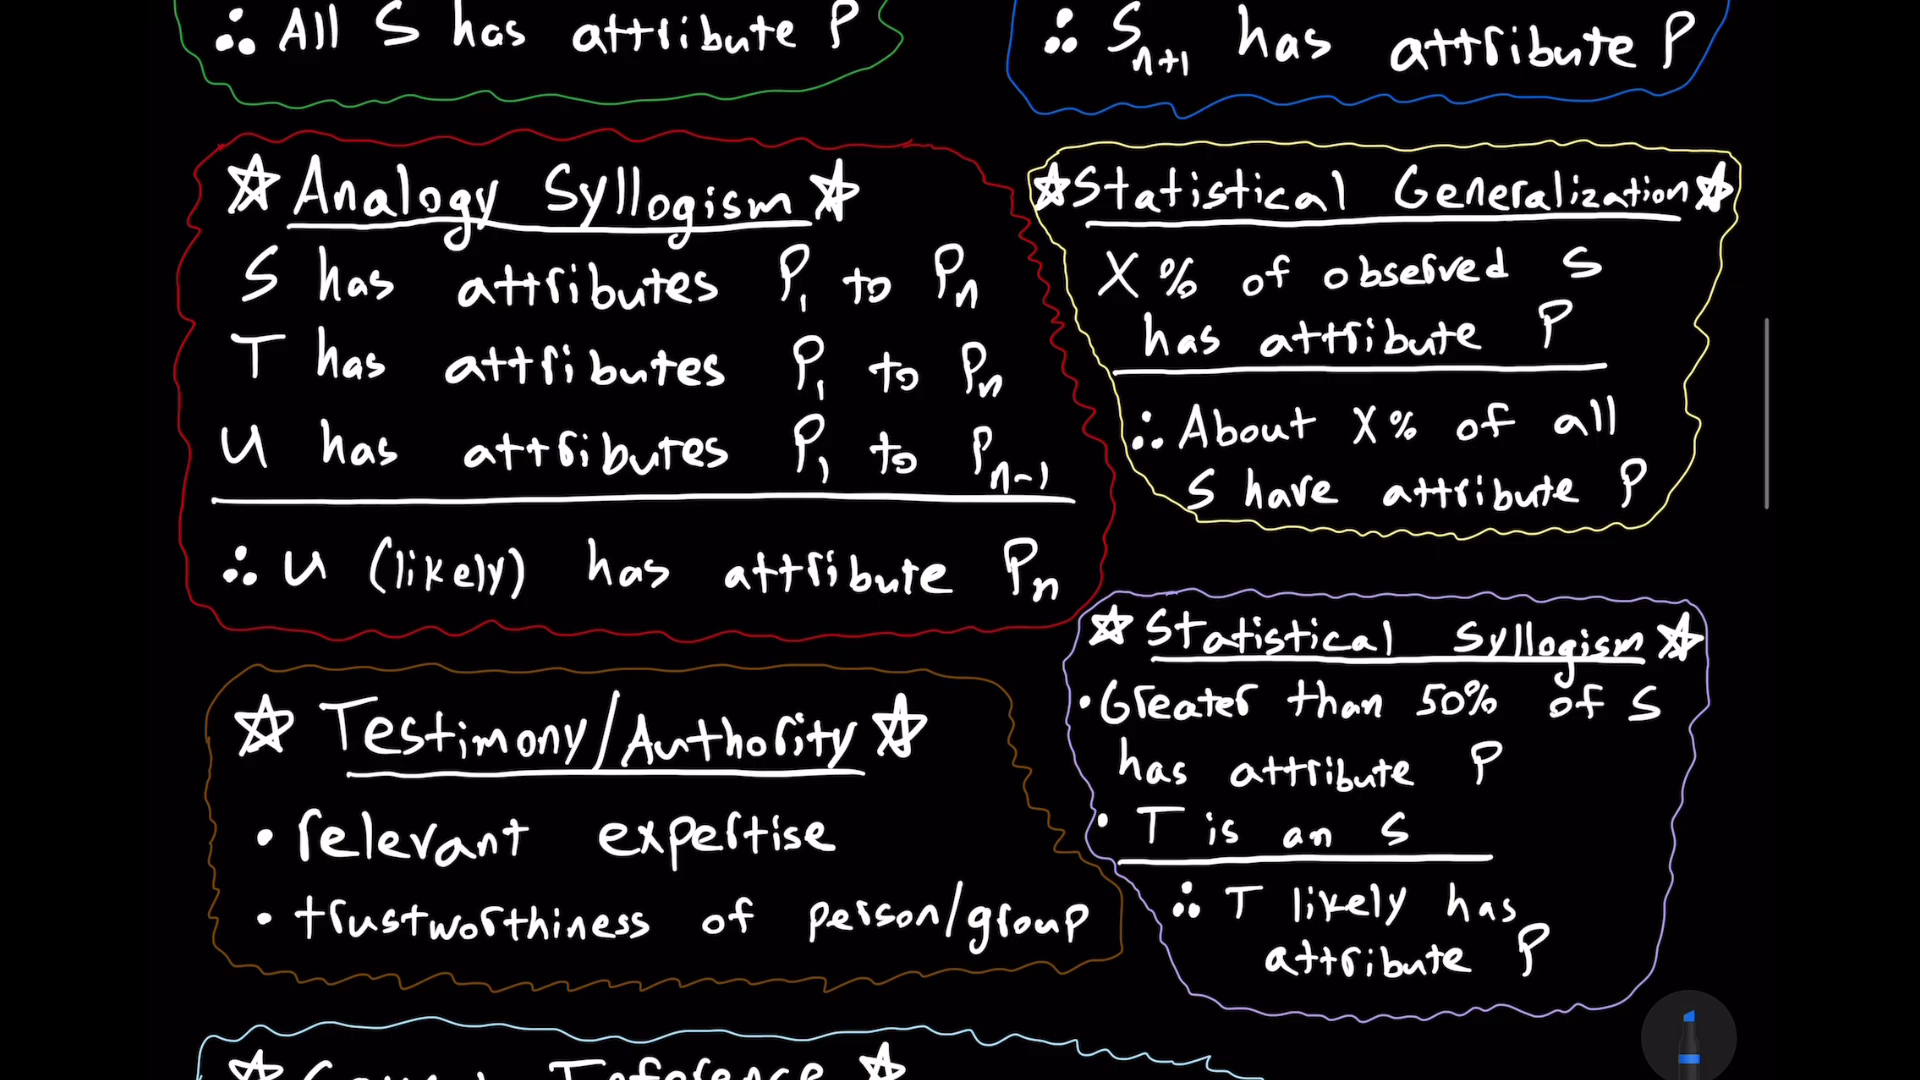 ∴ All S has attribute P
∴ Sₙ₊₁ has attribute P
☆ Analogy Syllogism ☆
S has attributes P₁ to Pₙ
T has attributes P₁ to Pₙ
U has attributes P₁ to Pₙ₋₁
∴ U (likely) has attribute Pₙ
☆ Statistical Generalization ☆
X% of observed S
has attribute P
∴ About X% of all
S have attribute P
☆ Testimony/Authority ☆
• relevant expertise
• trustworthiness of person/group
☆ Statistical Syllogism ☆
• Greater than 50% of S
has attribute P
• T is an S
∴ T likely has
attribute P
☆ Inference ☆